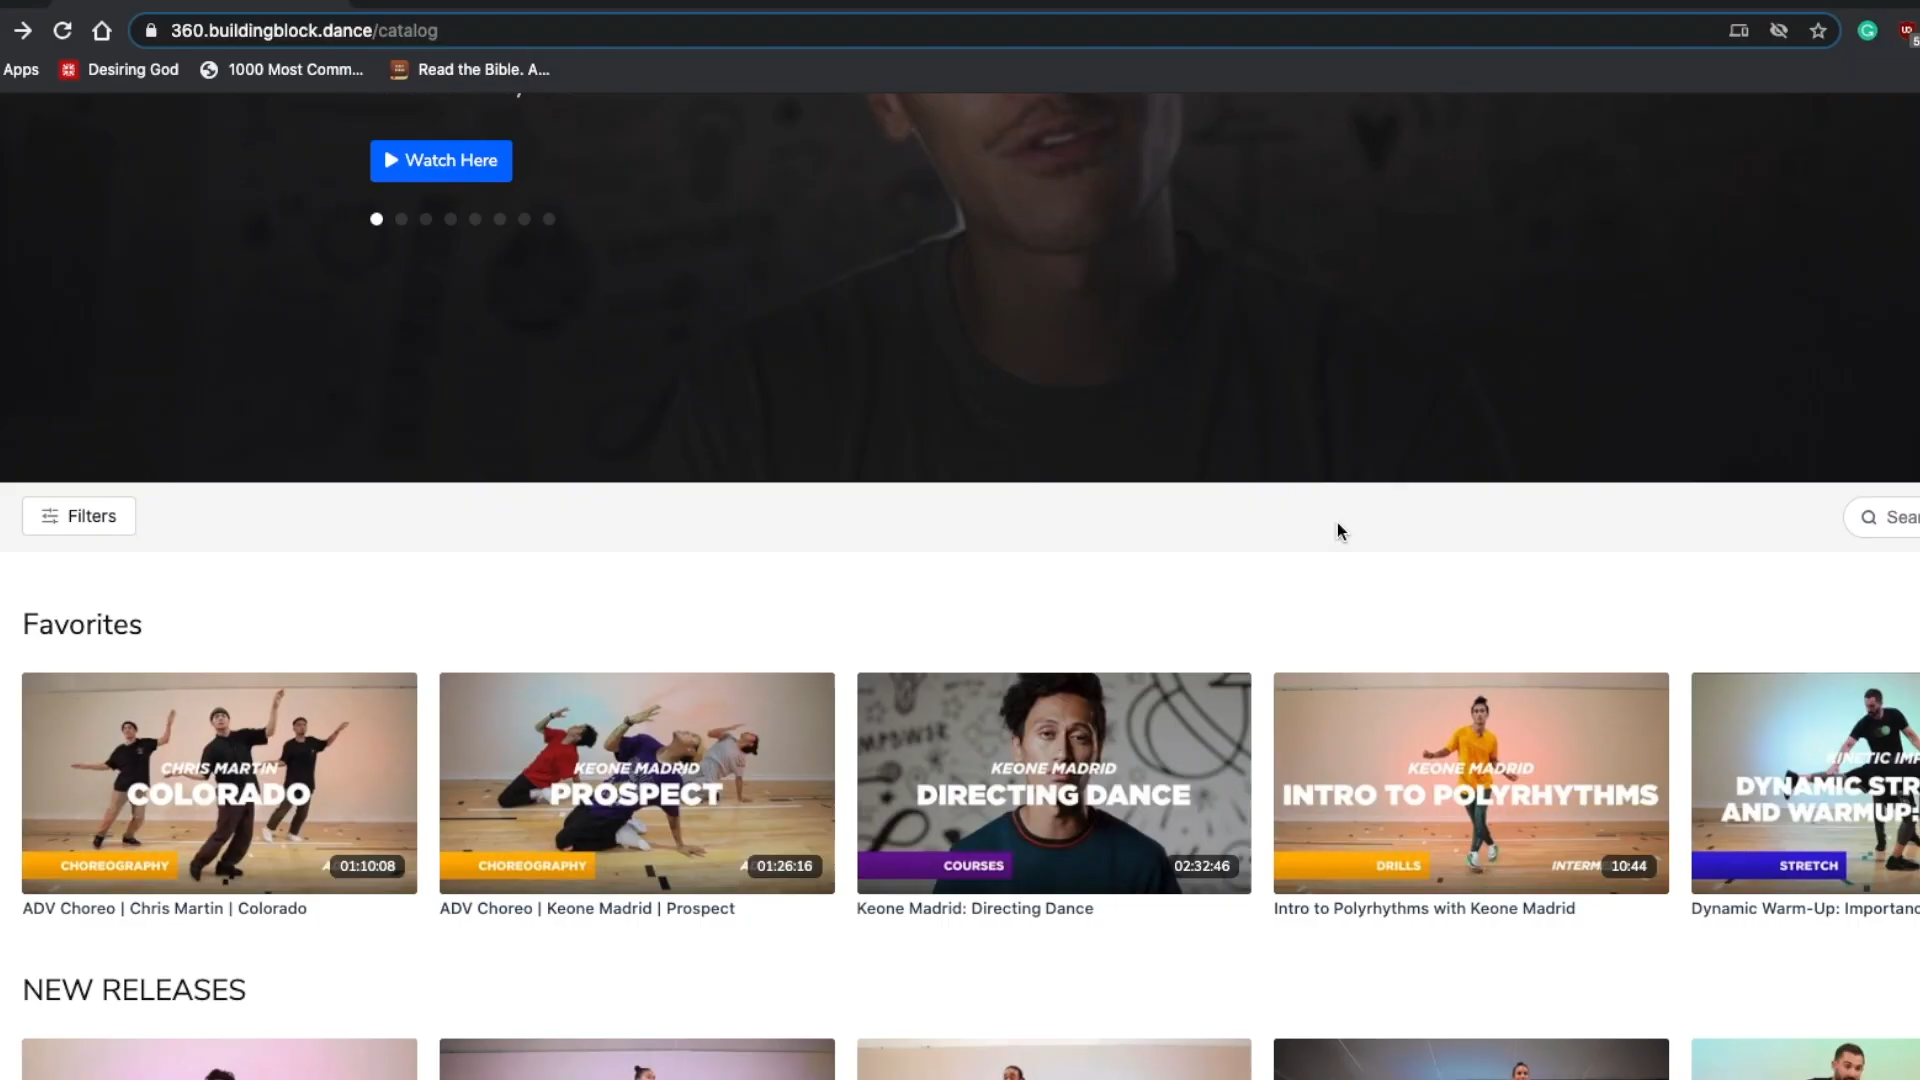 360.buildingblock.dance/catalog
Apps
Desiring God
1000 Most Comm...
Read the Bible. A...
Watch Here
Filters
Favorites
CHRIS MARTIN
COLORADO
CHOREOGRAPHY
01:10:08
ADV Choreo | Chris Martin | Colorado
KEONE MADRID
PROSPECT
CHOREOGRAPHY
01:26:16
ADV Choreo | Keone Madrid | Prospect
KEONE MADRID
DIRECTING DANCE
COURSES
02:32:46
Keone Madrid: Directing Dance
KEONE MADRID
INTRO TO POLYRHYTHMS
DRILLS
INTERM
10:44
Intro to Polyrhythms with Keone Madrid
KINETIC
DYNAMIC STR
AND WARMUP:
STRETCH
Dynamic Warm-Up: Importanc
NEW RELEASES